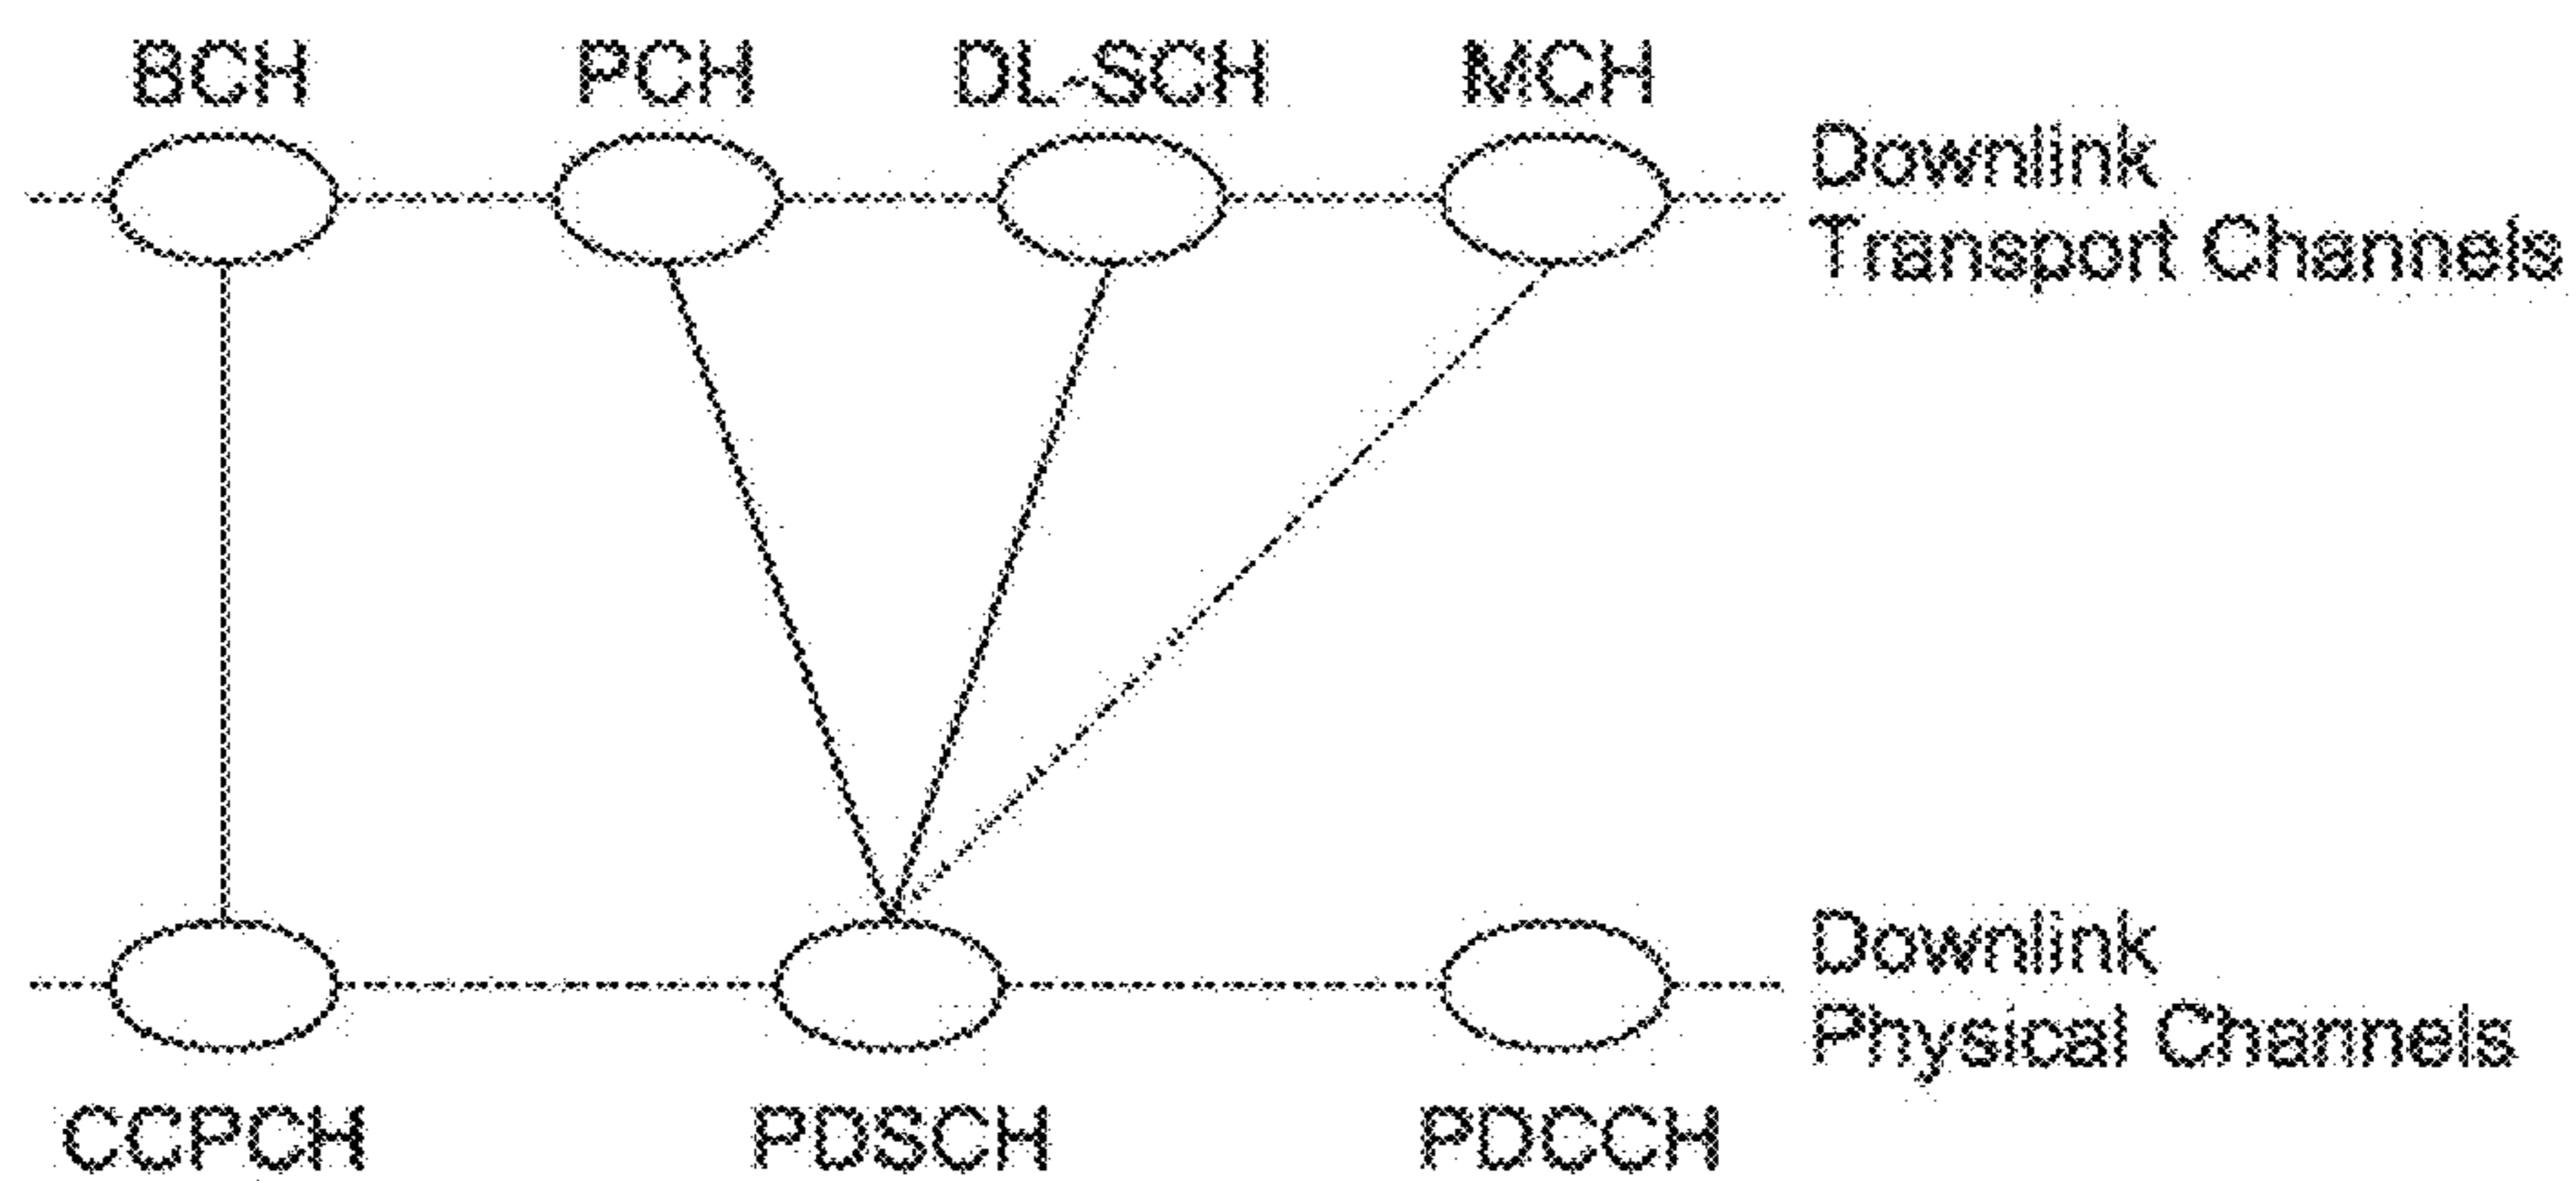 BCH PCH DL-SCH MCH
Downlink
Transport Channels
Downlink
Physical Channels
CCPCH PDSCH PDCCH